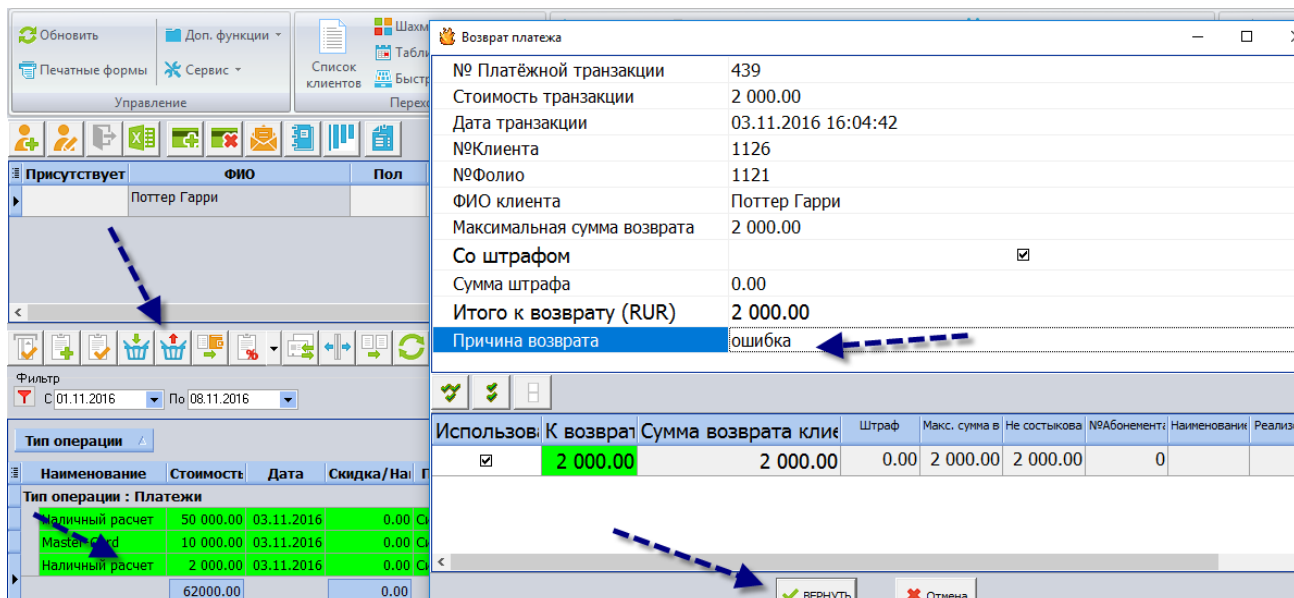 Обновить
Доп. функции
Печатные формы
Сервис
Список клиентов
Управление
Возврат платежа
№ Платёжной транзакции 439
Стоимость транзакции 2 000.00
Дата транзакции 03.11.2016 16:04:42
№Клиента 1126
№Фолио 1121
ФИО клиента Поттер Гарри
Максимальная сумма возврата 2 000.00
Со штрафом
Сумма штрафа 0.00
Итого к возврату (RUR) 2 000.00
Причина возврата ошибка
Присутствует ФИО Пол
Поттер Гарри
Фильтр
С 01.11.2016 По 08.11.2016
Тип операции
Наименование Стоимость Дата Скидка/На
Тип операции : Платежи
Наличный расчет 50 000.00 03.11.2016 0.00
Master Card 10 000.00 03.11.2016 0.00
Наличный расчет 2 000.00 03.11.2016 0.00
62000.00 0.00
Использова К возврат Сумма возврата клие Штраф Макс. сумма в Не состыкова №Абонемента Наименование Реализ
2 000.00 2 000.00 0.00 2 000.00 2 000.00 0
ВЕРНУТЬ Отмена